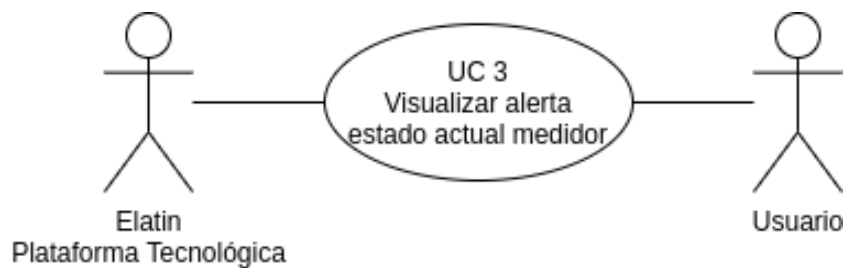 UC 3
Visualizar alerta
estado actual medidor
Elatin
Plataforma Tecnológica
Usuario